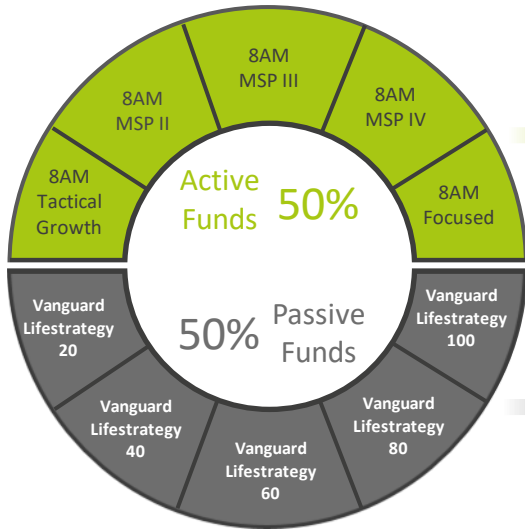 8AM
Tactical
Growth
8AM
MSP II
8AM
MSP III
8AM
MSP IV
8AM
Focused
Active
Funds
50%
50%
Passive
Funds
Vanguard
Lifestrategy
20
Vanguard
Lifestrategy
40
Vanguard
Lifestrategy
60
Vanguard
Lifestrategy
80
Vanguard
Lifestrategy
100